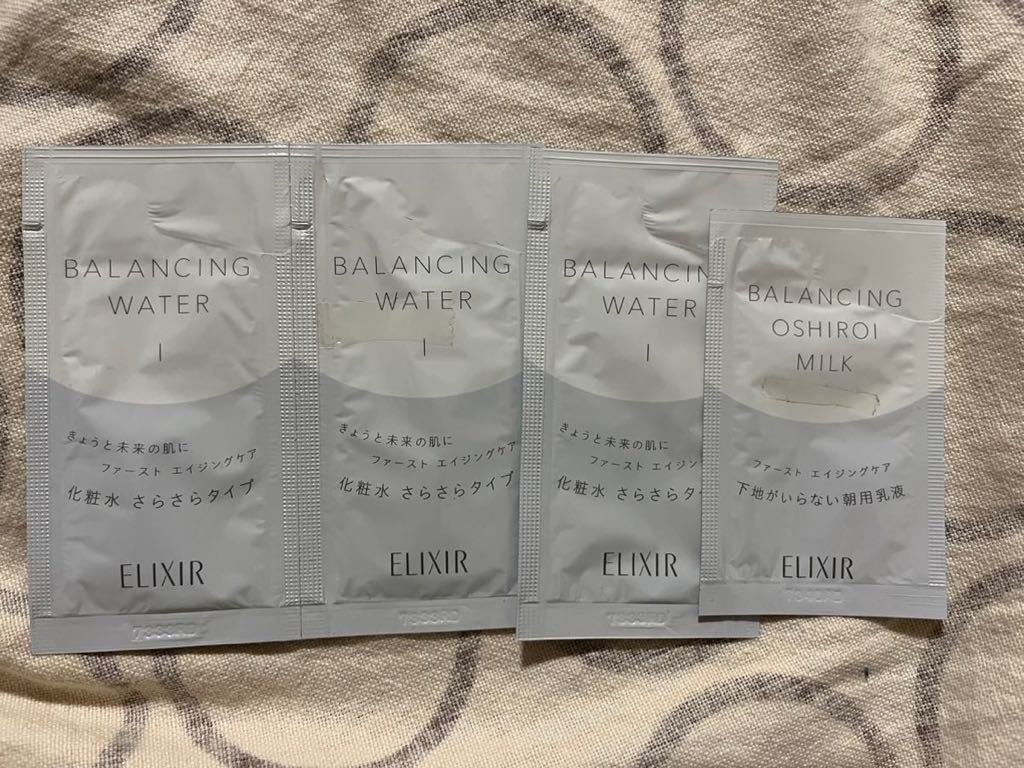 BALANCING
WATER
I
きょうと未来の肌に
ファースト エイジングケア
化粧水 さらさらタイプ
ELIXIR
BALANCING
WATER
I
きょうと未来の肌に
ファースト エイジングケア
化粧水 さらさらタイプ
ELIXIR
BALANCIN
WATER
I
きょうと未来の肌に
ファースト エイジン
化粧水 さらさら
ELIXIR
BALANCING
OSHIROI
MILK
ファースト エイジングケア
下地がいらない 朝用乳液
ELIXIR